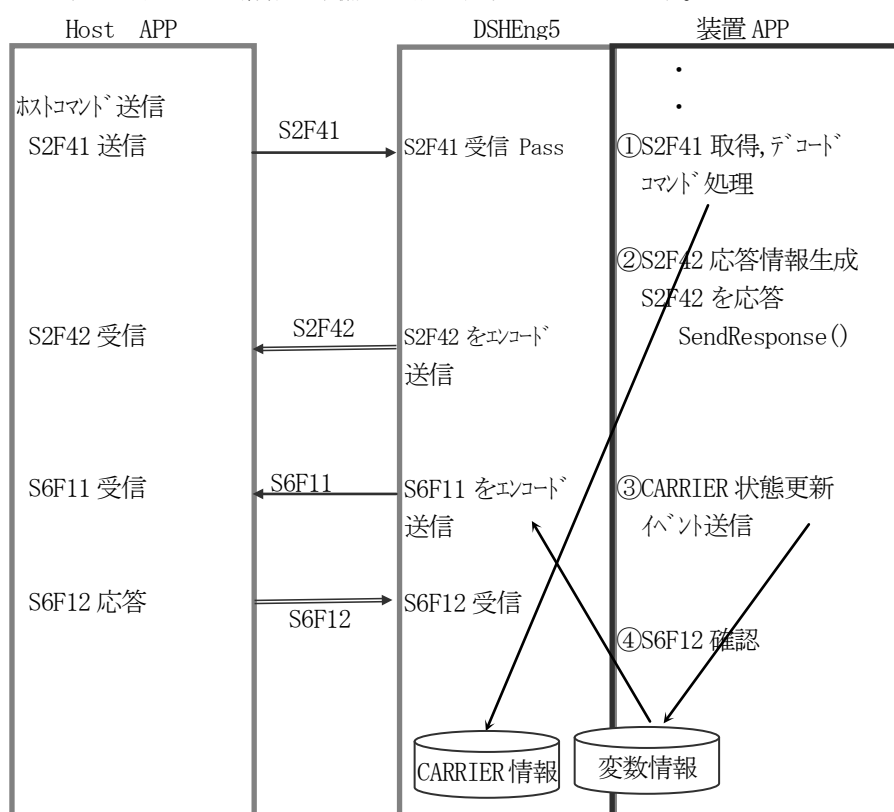 Host APP DSHEng5 装置 APP
・
ﾎｽﾄｺﾏﾝﾄﾞ送信 ・
S2F41 送信 S2F41 S2F41 受信 Pass ①S2F41 取得,ﾃﾞｺｰﾄﾞ
ｺﾏﾝﾄﾞ処理
②S2F42 応答情報生成
S2F42 を応答
S2F42 受信 S2F42 S2F42 をｴﾝｺｰﾄﾞ SendResponse()
送信
S6F11 受信 S6F11 S6F11 をｴﾝｺｰﾄﾞ ③CARRIER 状態更新
送信 ｲﾍﾞﾝﾄ送信
S6F12 応答 S6F12 S6F12 受信
④S6F12 確認
CARRIER 情報 変数情報